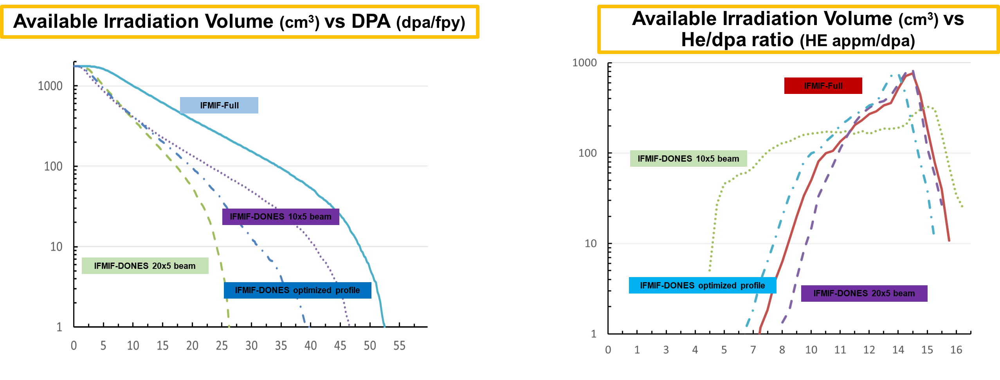 Available Irradiation Volume (cm³) vs DPA (dpa/fpy)
1000
100
10
1
0 5 10 15 20 25 30 35 40 45 50 55
IFMIF-Full
IFMIF-DONES 10x5 beam
IFMIF-DONES 20x5 beam
IFMIF-DONES optimized profile
Available Irradiation Volume (cm³) vs
He/dpa ratio (HE appm/dpa)
1000
100
10
1
0 1 3 4 5 7 8 10 11 12 14 15 16
IFMIF-Full
IFMIF-DONES 10x5 beam
IFMIF-DONES optimized profile
IFMIF-DONES 20x5 beam